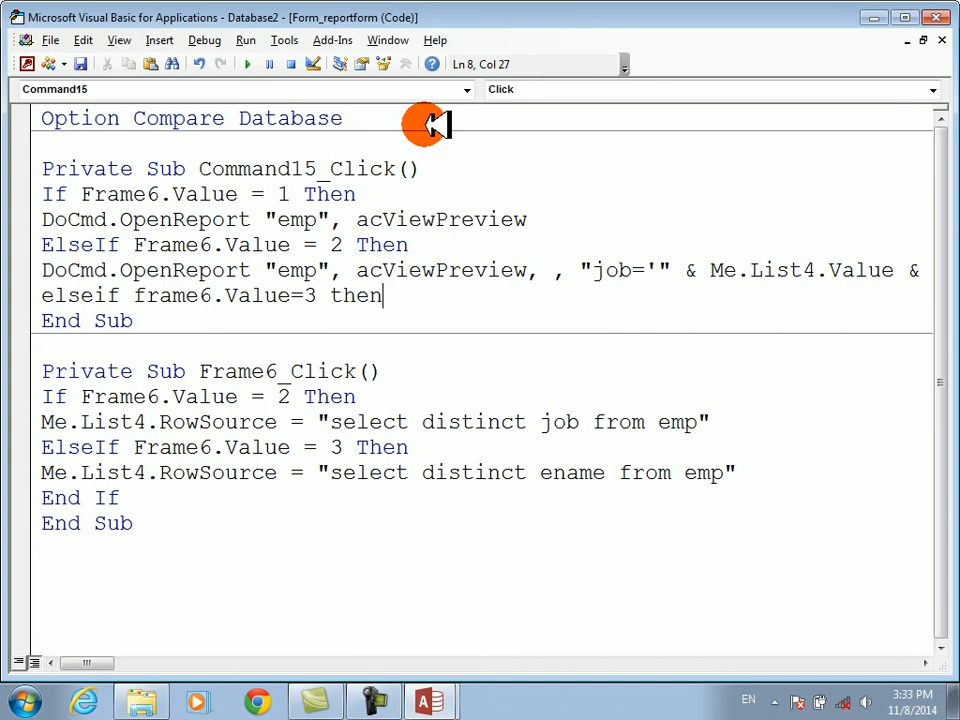 Microsoft Visual Basic for Applications - Database2 - [Form_reportform (Code)]
File Edit View Insert Debug Run Tools Add-Ins Window Help
Ln 8, Col 27
Command15 Click
Option Compare Database
Private Sub Command15_Click()
If Frame6.Value = 1 Then
DoCmd.OpenReport "emp", acViewPreview
ElseIf Frame6.Value = 2 Then
DoCmd.OpenReport "emp", acViewPreview, , "job='" & Me.List4.Value &
elseif frame6.Value=3 then
End Sub
Private Sub Frame6_Click()
If Frame6.Value = 2 Then
Me.List4.RowSource = "select distinct job from emp"
ElseIf Frame6.Value = 3 Then
Me.List4.RowSource = "select distinct ename from emp"
End If
End Sub
EN
3:33 PM
11/8/2014